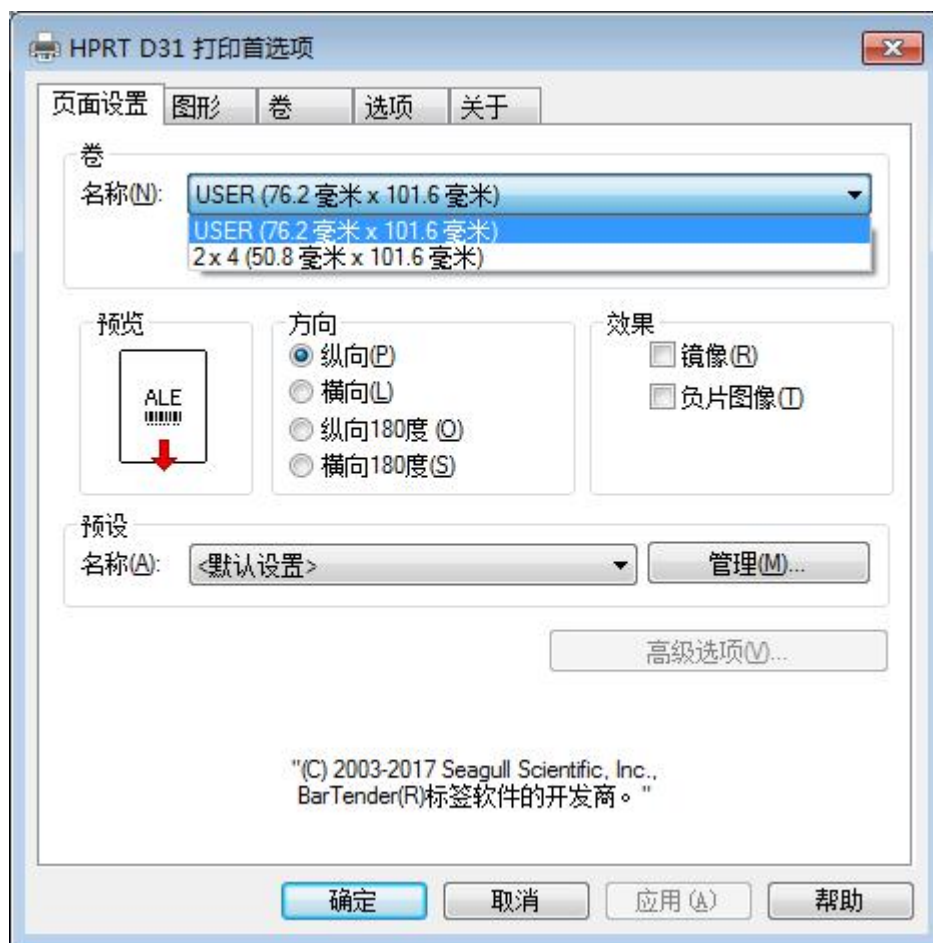 HPRT D31 打印首选项
页面设置 图形 卷 选项 关于
卷
名称(N): USER (76.2 毫米 x 101.6 毫米)
USER (76.2 毫米 x 101.6 毫米)
2 x 4 (50.8 毫米 x 101.6 毫米)
预览
ALE
方向
纵向(P)
横向(L)
纵向180度 (O)
横向180度(S)
效果
镜像(R)
负片图像(T)
预设
名称(A): <默认设置> 管理(M)...
高级选项(V)...
"(C) 2003-2017 Seagull Scientific, Inc.,
BarTender(R)标签软件的开发商。"
确定 取消 应用(A) 帮助